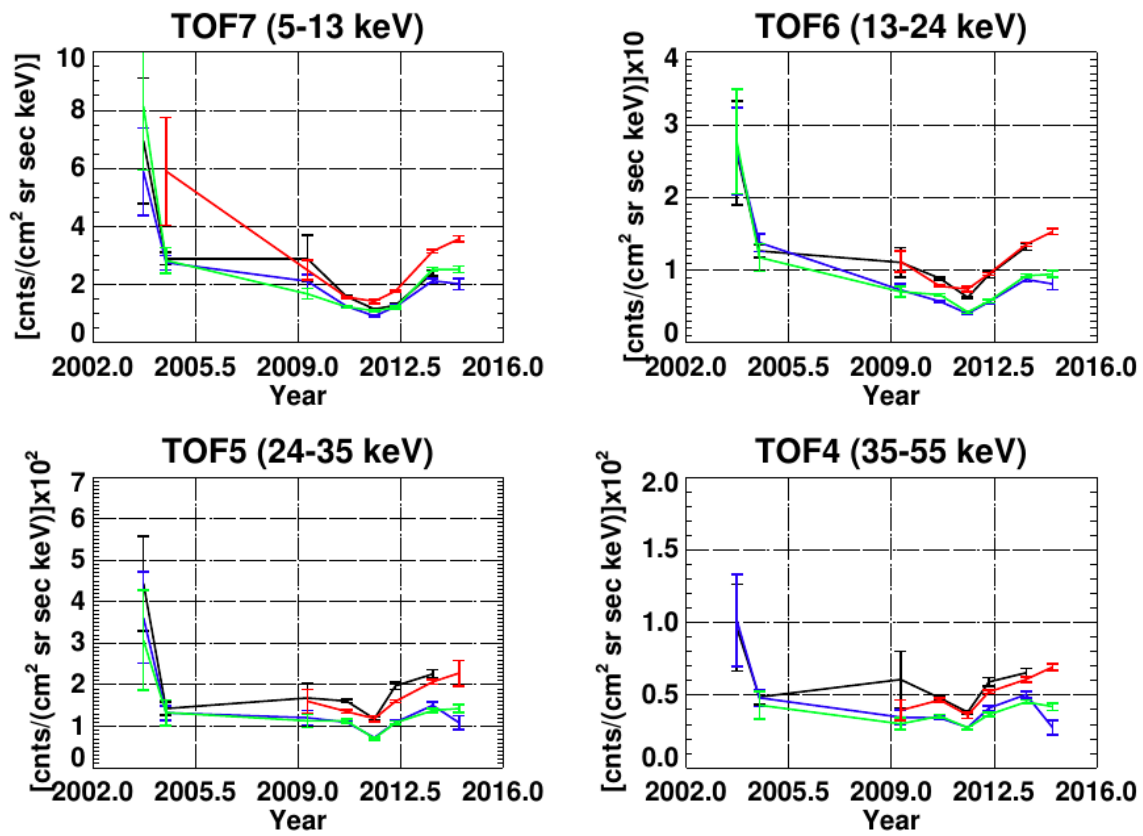 TOF7 (5-13 keV)
[cnts/(cm² sr sec keV)]
10
8
6
4
2
0
2002.0 2005.5 2009.0 2012.5 2016.0
Year
TOF6 (13-24 keV)
[cnts/(cm² sr sec keV)]x10
4
3
2
1
0
2002.0 2005.5 2009.0 2012.5 2016.0
Year
TOF5 (24-35 keV)
[cnts/(cm² sr sec keV)]x10²
7
6
5
4
3
2
1
0
2002.0 2005.5 2009.0 2012.5 2016.0
Year
TOF4 (35-55 keV)
[cnts/(cm² sr sec keV)]x10²
2.0
1.5
1.0
0.5
0.0
2002.0 2005.5 2009.0 2012.5 2016.0
Year